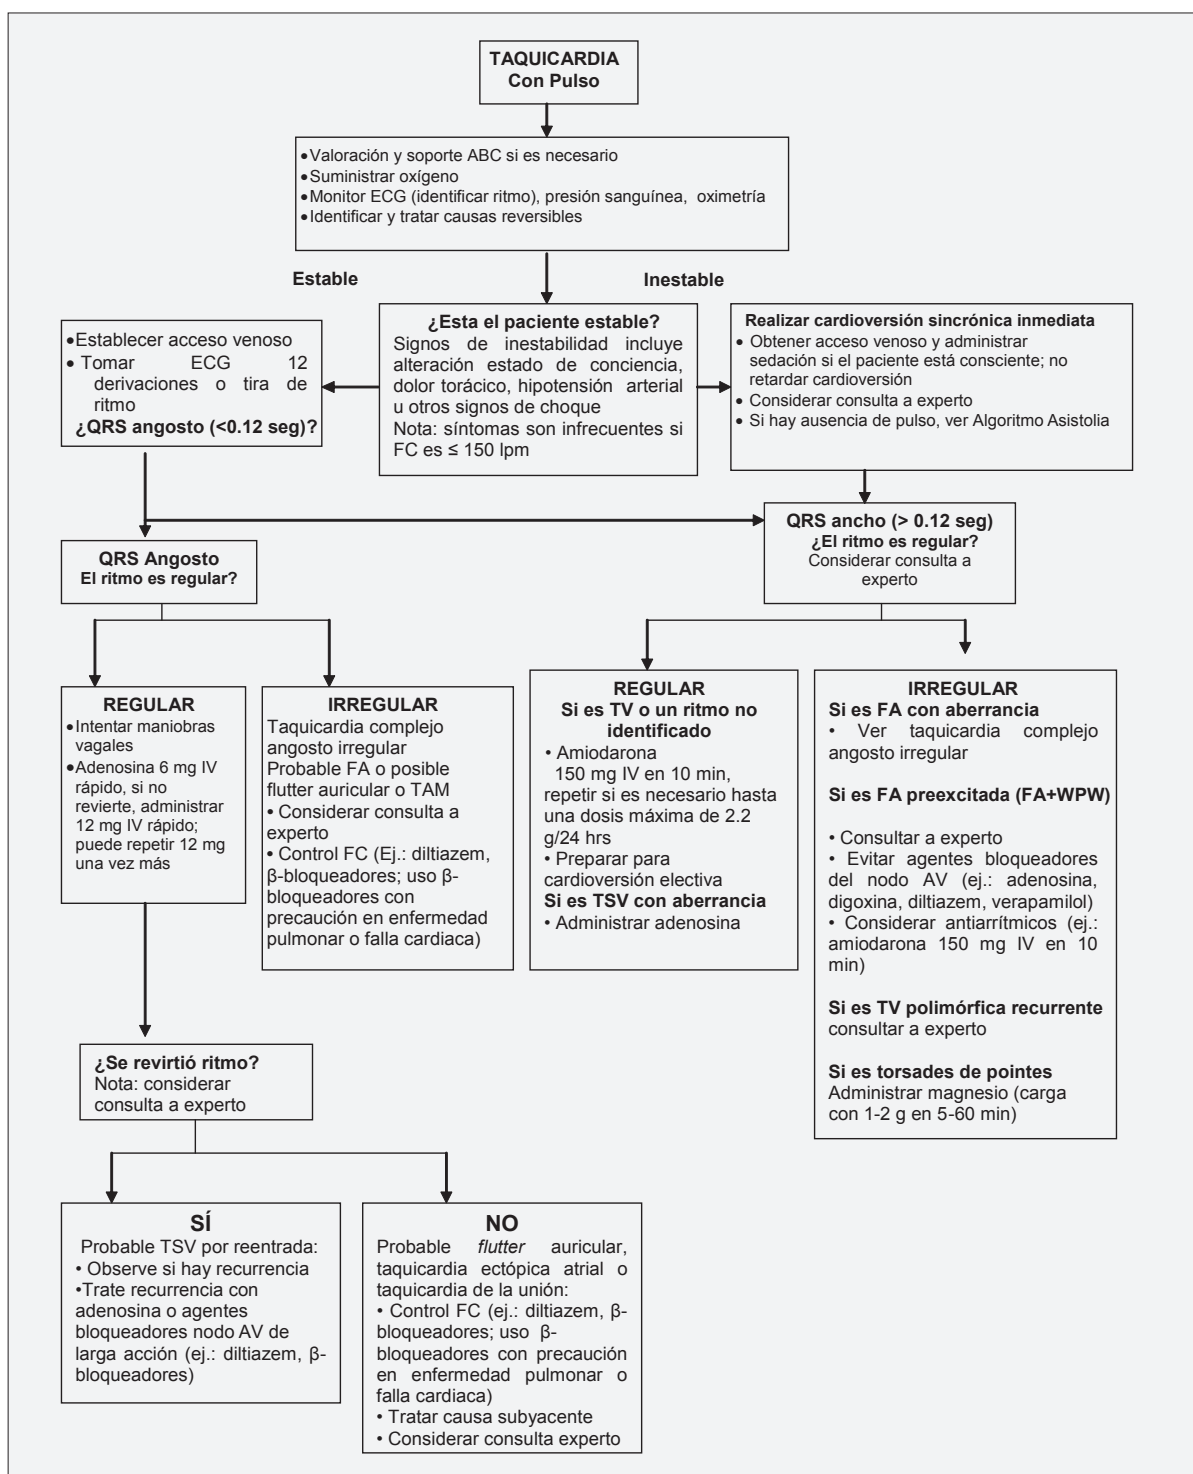 TAQUICARDIA
Con Pulso
•Valoración y soporte ABC si es necesario
•Suministrar oxígeno
•Monitor ECG (identificar ritmo), presión sanguínea, oximetría
•Identificar y tratar causas reversibles
Estable
Inestable
•Establecer acceso venoso
• Tomar ECG 12
derivaciones o tira de
ritmo
¿QRS angosto (<0.12 seg)?
¿Esta el paciente estable?
Signos de inestabilidad incluye
alteración estado de conciencia,
dolor torácico, hipotensión arterial
u otros signos de choque
Nota: síntomas son infrecuentes si
FC es ≤ 150 lpm
Realizar cardioversión sincrónica inmediata
• Obtener acceso venoso y administrar
sedación si el paciente está consciente; no
retardar cardioversión
• Considerar consulta a experto
• Si hay ausencia de pulso, ver Algoritmo Asistolia
QRS Angosto
El ritmo es regular?
QRS ancho (> 0.12 seg)
¿El ritmo es regular?
Considerar consulta a
experto
REGULAR
•Intentar maniobras
vagales
•Adenosina 6 mg IV
rápido, si no
revierte, administrar
12 mg IV rápido;
puede repetir 12 mg
una vez más
IRREGULAR
Taquicardia complejo
angosto irregular
Probable FA o posible
flutter auricular o TAM
• Considerar consulta a
experto
• Control FC (Ej.: diltiazem,
β-bloqueadores; uso β-
bloqueadores con
precaución en enfermedad
pulmonar o falla cardiaca)
REGULAR
Si es TV o un ritmo no
identificado
• Amiodarona
150 mg IV en 10 min,
repetir si es necesario hasta
una dosis máxima de 2.2
g/24 hrs
• Preparar para
cardioversión electiva
Si es TSV con aberrancia
• Administrar adenosina
IRREGULAR
Si es FA con aberrancia
• Ver taquicardia complejo
angosto irregular
Si es FA preexcitada (FA+WPW)
• Consultar a experto
• Evitar agentes bloqueadores
del nodo AV (ej.: adenosina,
digoxina, diltiazem, verapamilol)
• Considerar antiarrítmicos (ej.:
amiodarona 150 mg IV en 10
min)
Si es TV polimórfica recurrente
consultar a experto
Si es torsades de pointes
Administrar magnesio (carga
con 1-2 g en 5-60 min)
¿Se revirtió ritmo?
Nota: considerar
consulta a experto
SÍ
Probable TSV por reentrada:
• Observe si hay recurrencia
•Trate recurrencia con
adenosina o agentes
bloqueadores nodo AV de
larga acción (ej.: diltiazem, β-
bloqueadores)
NO
Probable flutter auricular,
taquicardia ectópica atrial o
taquicardia de la unión:
• Control FC (ej.: diltiazem, β-
bloqueadores; uso β-
bloqueadores con precaución
en enfermedad pulmonar o
falla cardiaca)
• Tratar causa subyacente
• Considerar consulta experto